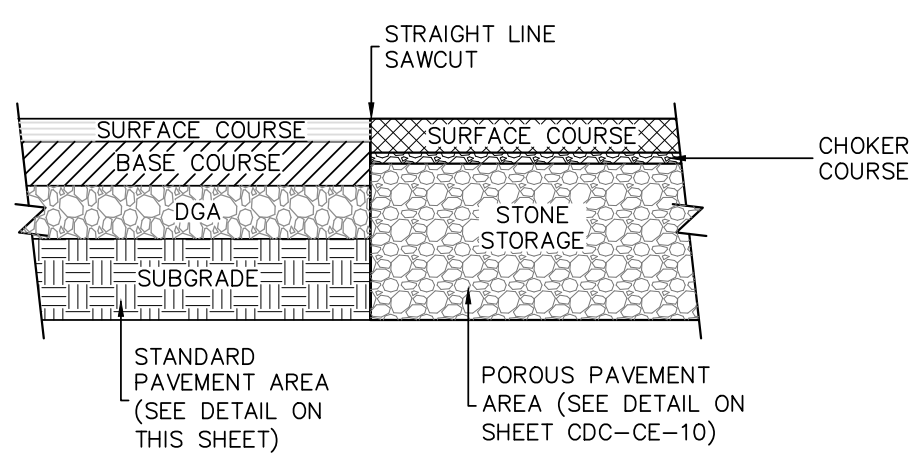 STRAIGHT LINE
SAWCUT
SURFACE COURSE
BASE COURSE
DGA
SUBGRADE
SURFACE COURSE
STONE
STORAGE
CHOKER
COURSE
STANDARD
PAVEMENT AREA
(SEE DETAIL ON
THIS SHEET)
POROUS PAVEMENT
AREA (SEE DETAIL ON
SHEET CDC-CE-10)